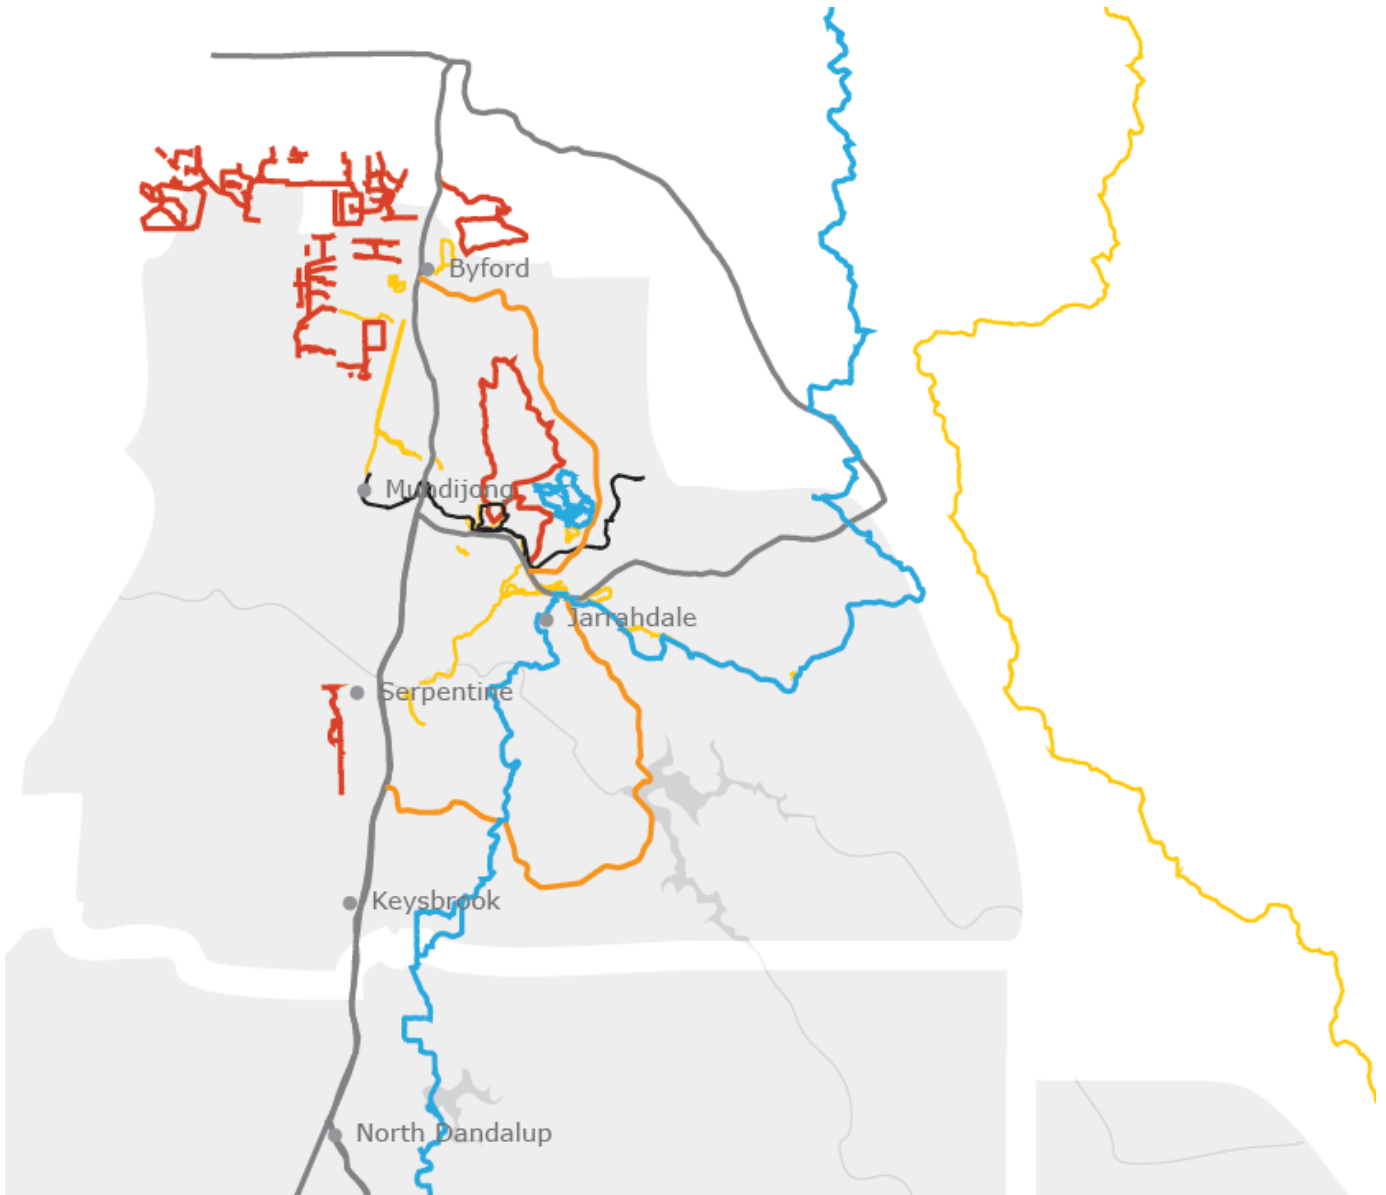 Byford
Mundijong
Jarrahdale
Serpentine
Keysbrook
North Dandalup